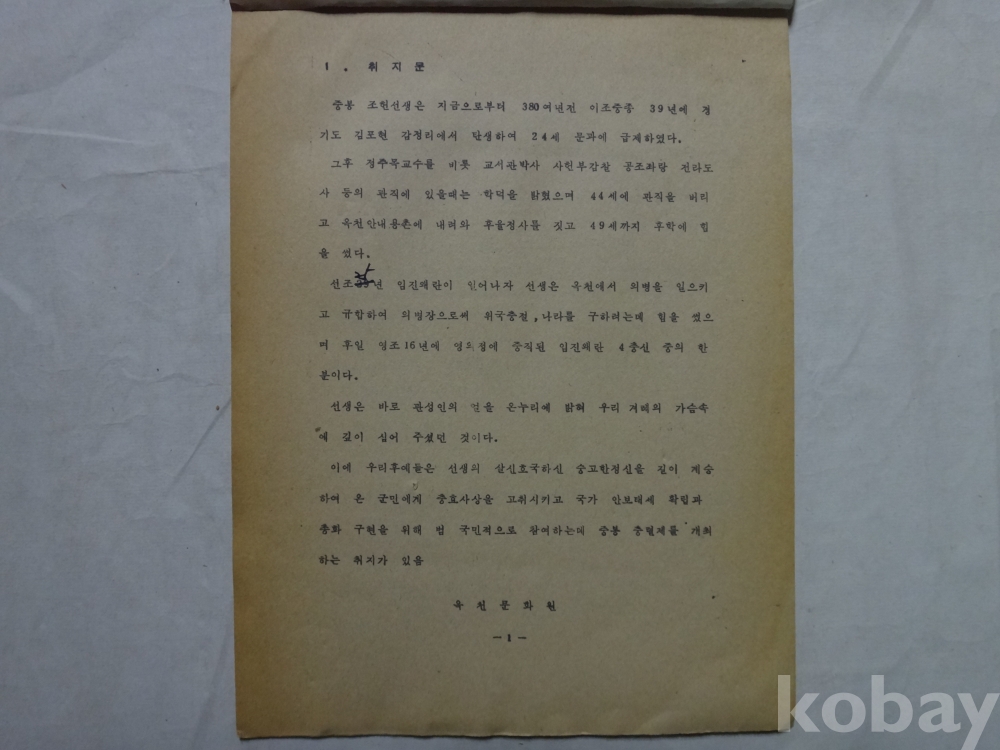 1 . 취 지 문
중봉 조헌선생은 지금으로부터 380여년전 이조중종 39년에 경
기도 김포현 감정리에서 탄생하여 24세 문과에 급제하였다.
그후 정주목교수를 비롯 교서관박사 사헌부감찰 공조좌랑 전라도
사 등의 관직에 있을때는 학덕을 밝혔으며 44세에 관직을 버리
고 옥천안내용촌에 내려와 후율정사를 짓고 49세까지 후학에 힘
을 썼다.
선조 년 임진왜란이 일어나자 선생은 옥천에서 의병을 일으키
고 규합하여 의병장으로써 위국충절,나라를 구하려는데 힘을 썼으
며 후일 영조16년에 영의정에 증직된 임진왜란 4충신 중의 한
분이다.
선생은 바로 관성인의 얼을 온누리에 밝혀 우리 겨레의 가슴속
에 깊이 심어 주셨던 것이다.
이에 우리후예들은 선생의 살신호국하신 숭고한정신을 길이 계승
하여 온 군민에게 충효사상을 고취시키고 국가 안보태세 확립과
총화 구현을 위해 범 국민적으로 참여하는데 중봉 충렬제를 개최
하는 취지가 있음
옥 천 문 화 원
-1-
kobay